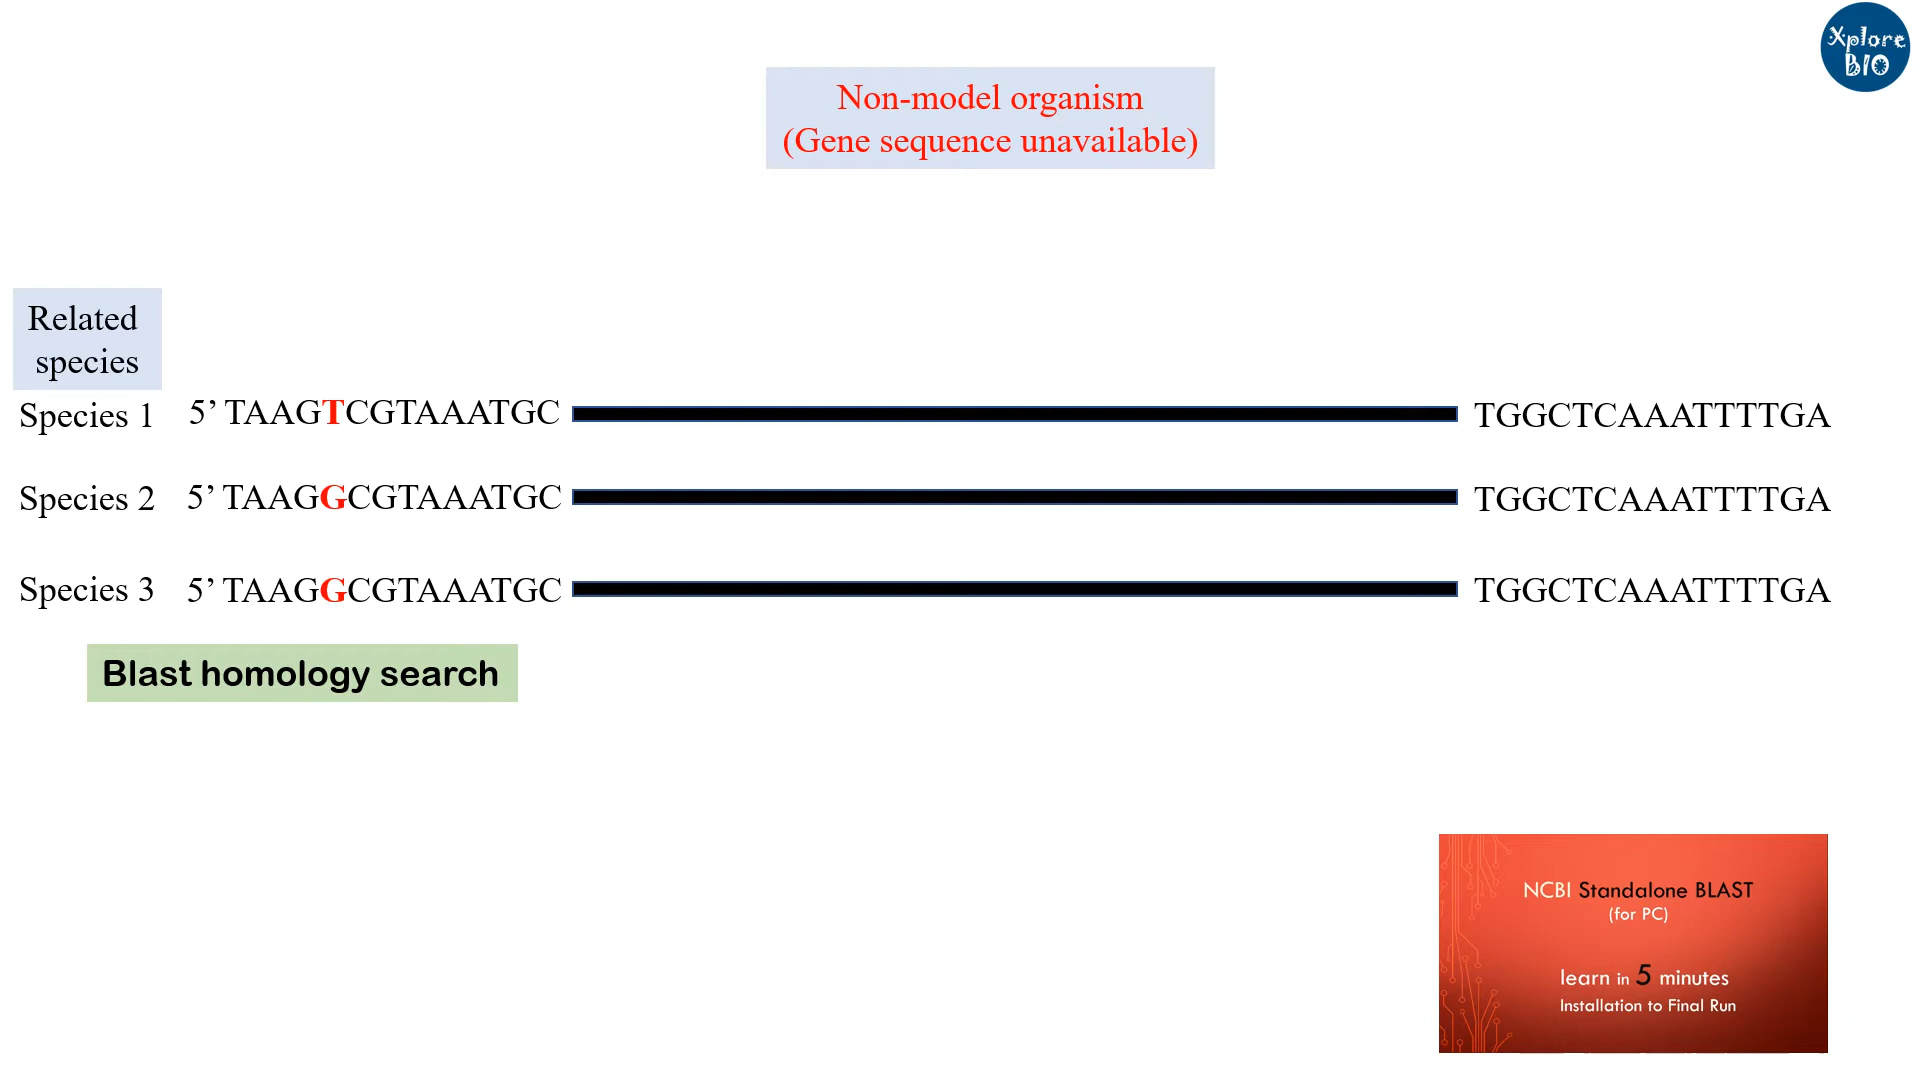 Xplore
BIO
Non-model organism
(Gene sequence unavailable)
Related
species
Species 1 5’ TAAGTCGTAAATGC TGGCTCAAATTTTGA
Species 2 5’ TAAGGCGTAAATGC TGGCTCAAATTTTGA
Species 3 5’ TAAGGCGTAAATGC TGGCTCAAATTTTGA
Blast homology search
NCBI Standalone BLAST
(for PC)
learn in 5 minutes
Installation to Final Run